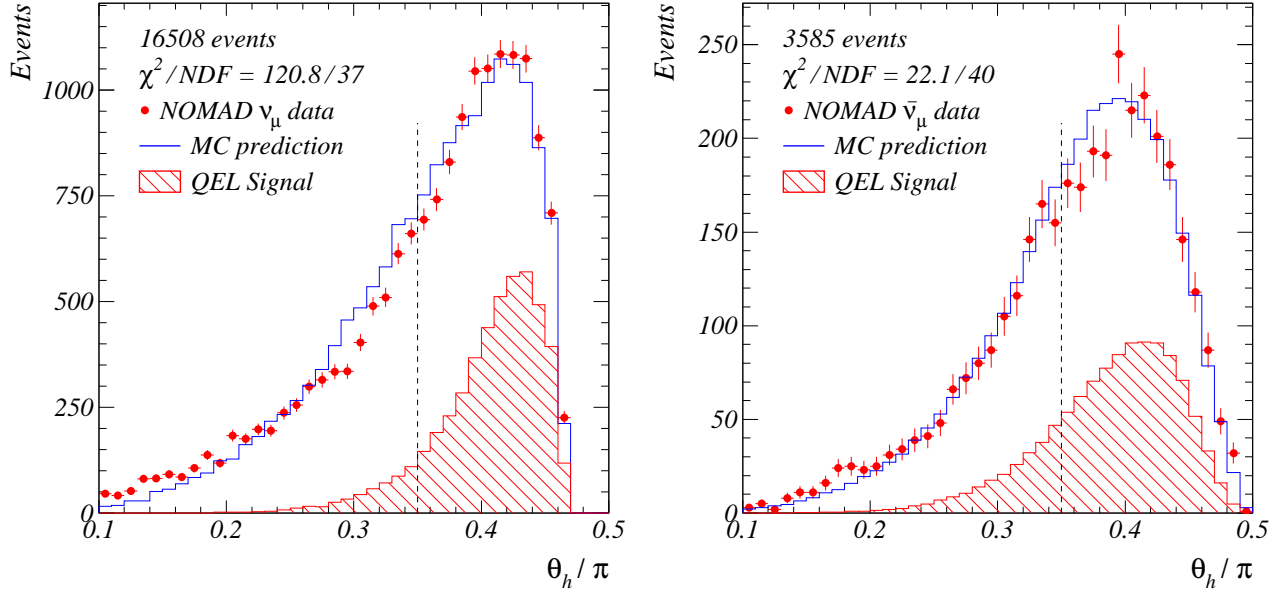 Events
16508 events
χ²/NDF = 120.8/37
NOMAD νμ data
MC prediction
QEL Signal
1000
750
500
250
0
0.1 0.2 0.3 0.4 0.5
θh / π
Events
3585 events
χ²/NDF = 22.1/40
NOMAD ν̄μ data
MC prediction
QEL Signal
250
200
150
100
50
0
0.1 0.2 0.3 0.4 0.5
θh / π